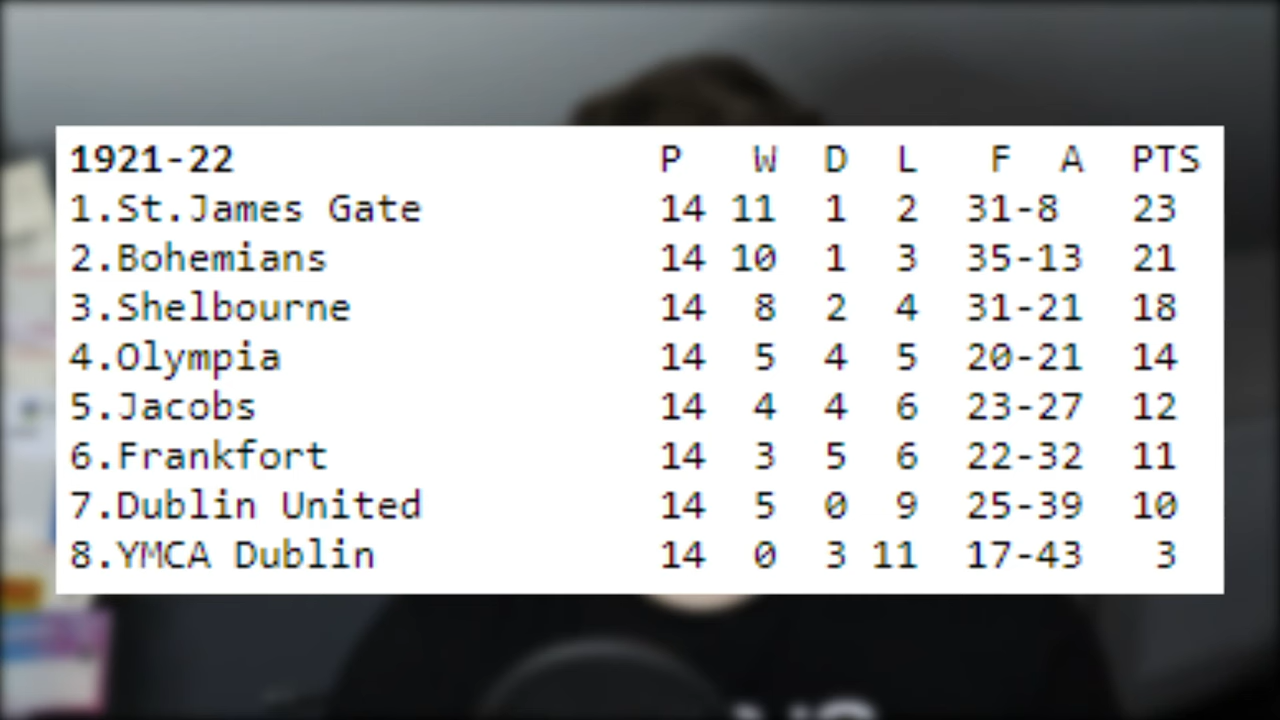 1921-22 P W D L F A PTS
1.St.James Gate 14 11 1 2 31-8 23
2.Bohemians 14 10 1 3 35-13 21
3.Shelbourne 14 8 2 4 31-21 18
4.Olympia 14 5 4 5 20-21 14
5.Jacobs 14 4 4 6 23-27 12
6.Frankfort 14 3 5 6 22-32 11
7.Dublin United 14 5 0 9 25-39 10
8.YMCA Dublin 14 0 3 11 17-43 3